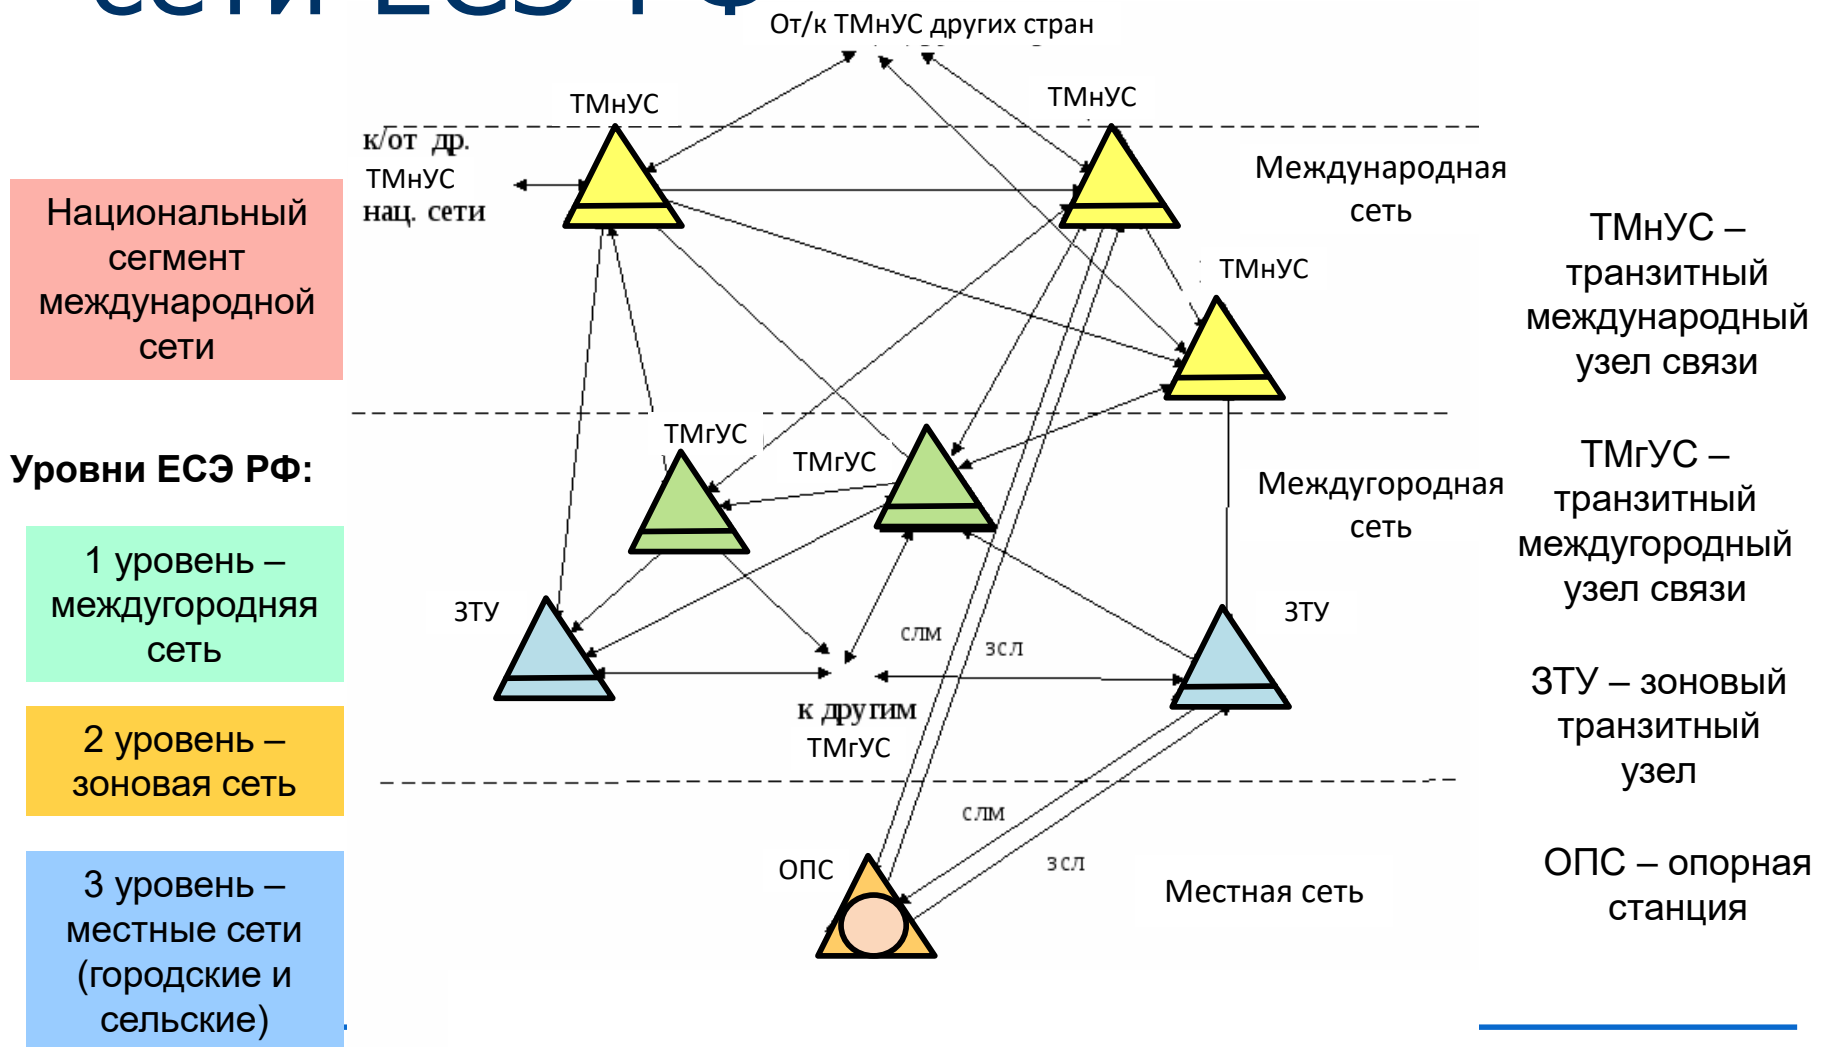 сети ЕСЭ РФ
От/к ТМнУС других стран
ТМнУС
ТМнУС
к/от др.
ТМнУС
нац. сети
Международная
сеть
ТМнУС
Национальный
сегмент
международной
сети
Уровни ЕСЭ РФ:
1 уровень –
междугородняя
сеть
2 уровень –
зоновая сеть
3 уровень –
местные сети
(городские и
сельские)
ТМгУС
ТМгУС
Междугородная
сеть
ЗТУ
ЗТУ
слм
зсл
к другим
ТМгУС
слм
зсл
ОПС
Местная сеть
ТМнУС –
транзитный
международный
узел связи
ТМгУС –
транзитный
междугородный
узел связи
ЗТУ – зоновый
транзитный
узел
ОПС – опорная
станция